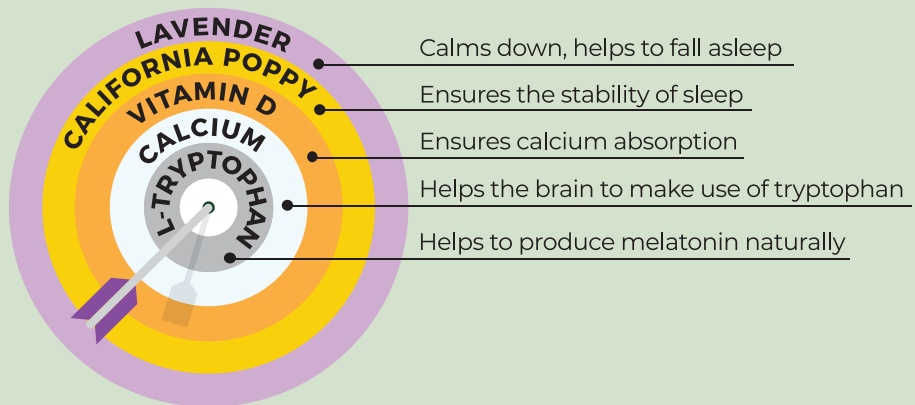 LAVENDER
CALIFORNIA POPPY
VITAMIN D
CALCIUM
L-TRYPTOPHAN
Calms down, helps to fall asleep
Ensures the stability of sleep
Ensures calcium absorption
Helps the brain to make use of tryptophan
Helps to produce melatonin naturally